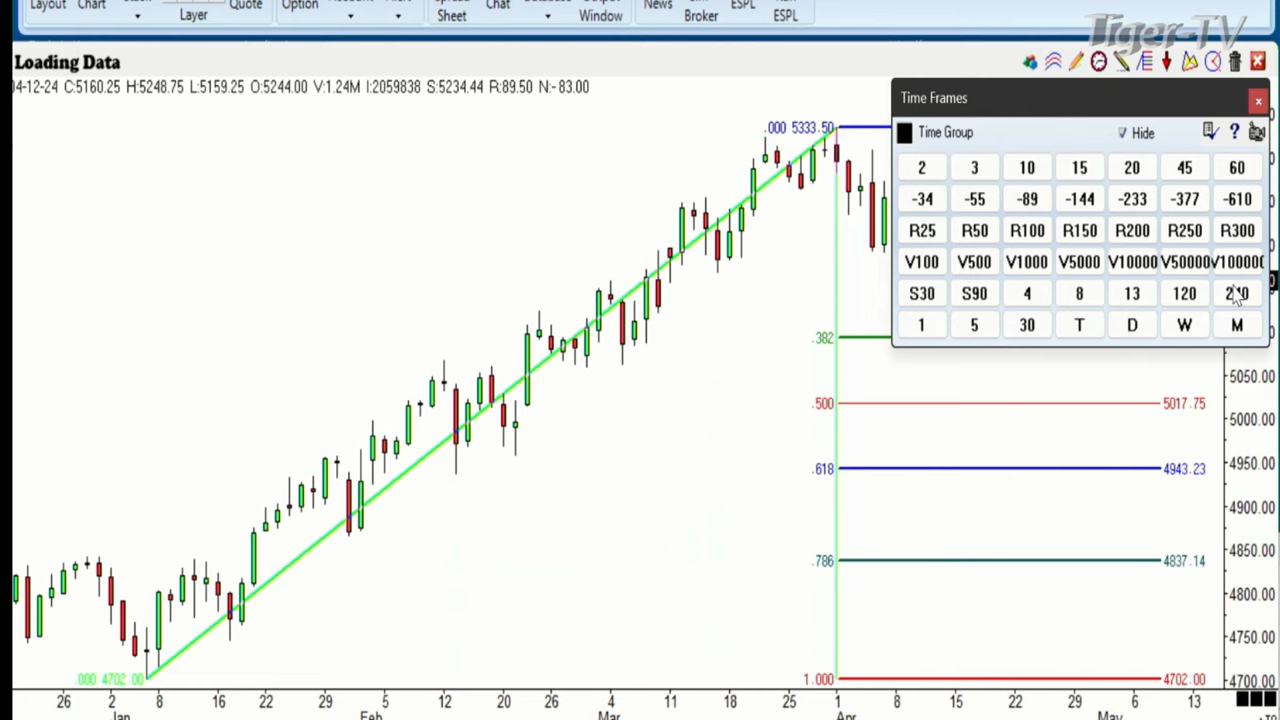 Layout Chart Layer Quote Option Spread Sheet Chat Output Window News Broker ESPL ESPL
Tiger-TV
Loading Data
04-12-24 C:5160.25 H:5248.75 L:5159.25 O:5244.00 V:1.24M I:2059838 S:5234.44 R:89.50 N:-83.00
Time Frames
Time Group Hide
2 3 10 15 20 45 60
-34 -55 -89 -144 -233 -377 -610
R25 R50 R100 R150 R200 R250 R300
V100 V500 V1000 V5000 V10000 V50000 V100000
S30 S90 4 8 13 120 240
1 5 30 T D W M
.000 5333.50
.382
.500 5017.75
.618 4943.23
.786 4837.14
1.000 4702.00
.000 4702.00
5050.00
5000.00
4950.00
4900.00
4850.00
4800.00
4750.00
4700.00
26 2 8 16 22 29 5 12 20 26 4 11 18 25 1 8 15 22 29 6 13
Jan Feb Mar Apr May